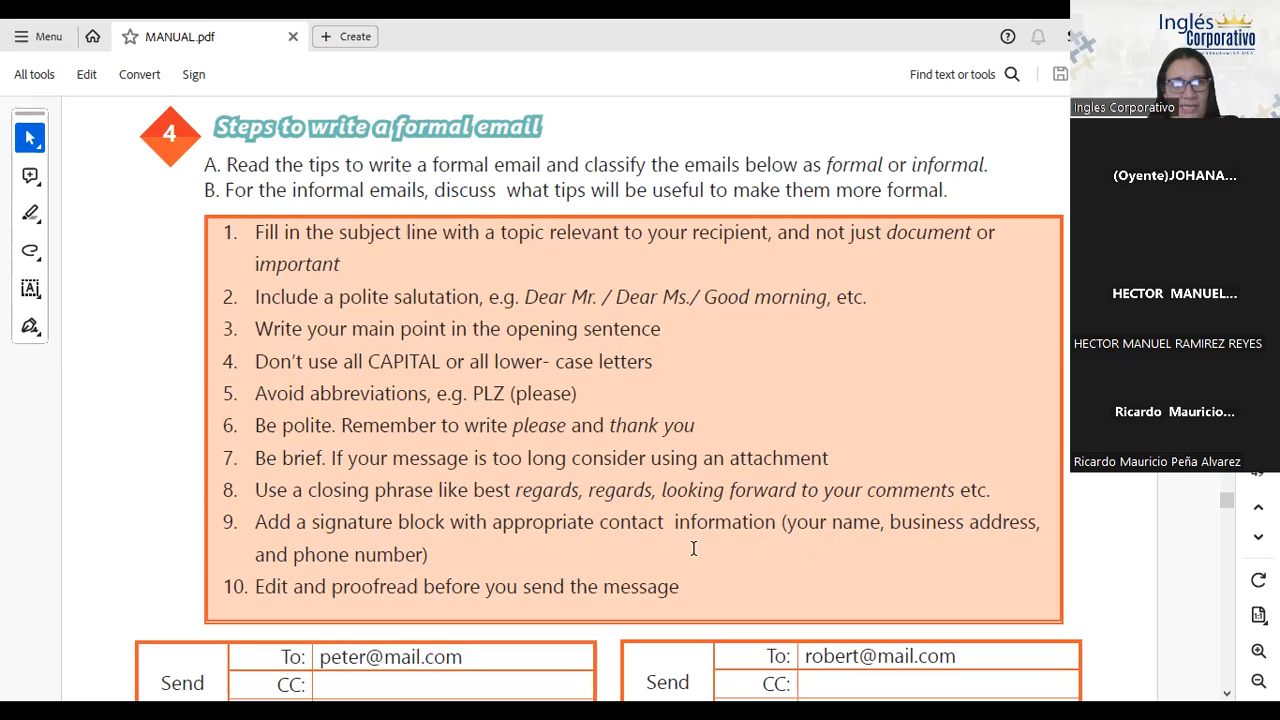 Menu
MANUAL.pdf
Create
All tools
Edit
Convert
Sign
Find text or tools
4
Steps to write a formal email
A. Read the tips to write a formal email and classify the emails below as formal or informal.
B. For the informal emails, discuss what tips will be useful to make them more formal.
1. Fill in the subject line with a topic relevant to your recipient, and not just document or
important
2. Include a polite salutation, e.g. Dear Mr. / Dear Ms./ Good morning, etc.
3. Write your main point in the opening sentence
4. Don't use all CAPITAL or all lower- case letters
5. Avoid abbreviations, e.g. PLZ (please)
6. Be polite. Remember to write please and thank you
7. Be brief. If your message is too long consider using an attachment
8. Use a closing phrase like best regards, regards, looking forward to your comments etc.
9. Add a signature block with appropriate contact information (your name, business address,
and phone number)
10. Edit and proofread before you send the message
Send
To: peter@mail.com
CC:
Send
To: robert@mail.com
CC:
Inglés
Corporativo
Ingles Corporativo
(Oyente)JOHANA...
HECTOR MANUEL...
HECTOR MANUEL RAMIREZ REYES
Ricardo Mauricio...
Ricardo Mauricio Peña Alvarez